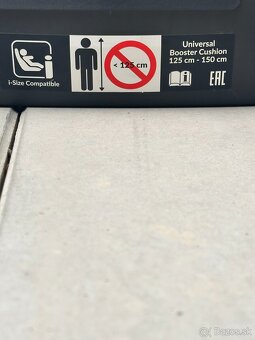 Universal
Booster Cushion
125 cm - 150 cm
< 125 cm
i-Size Compatible
EAC
Bazos.sk